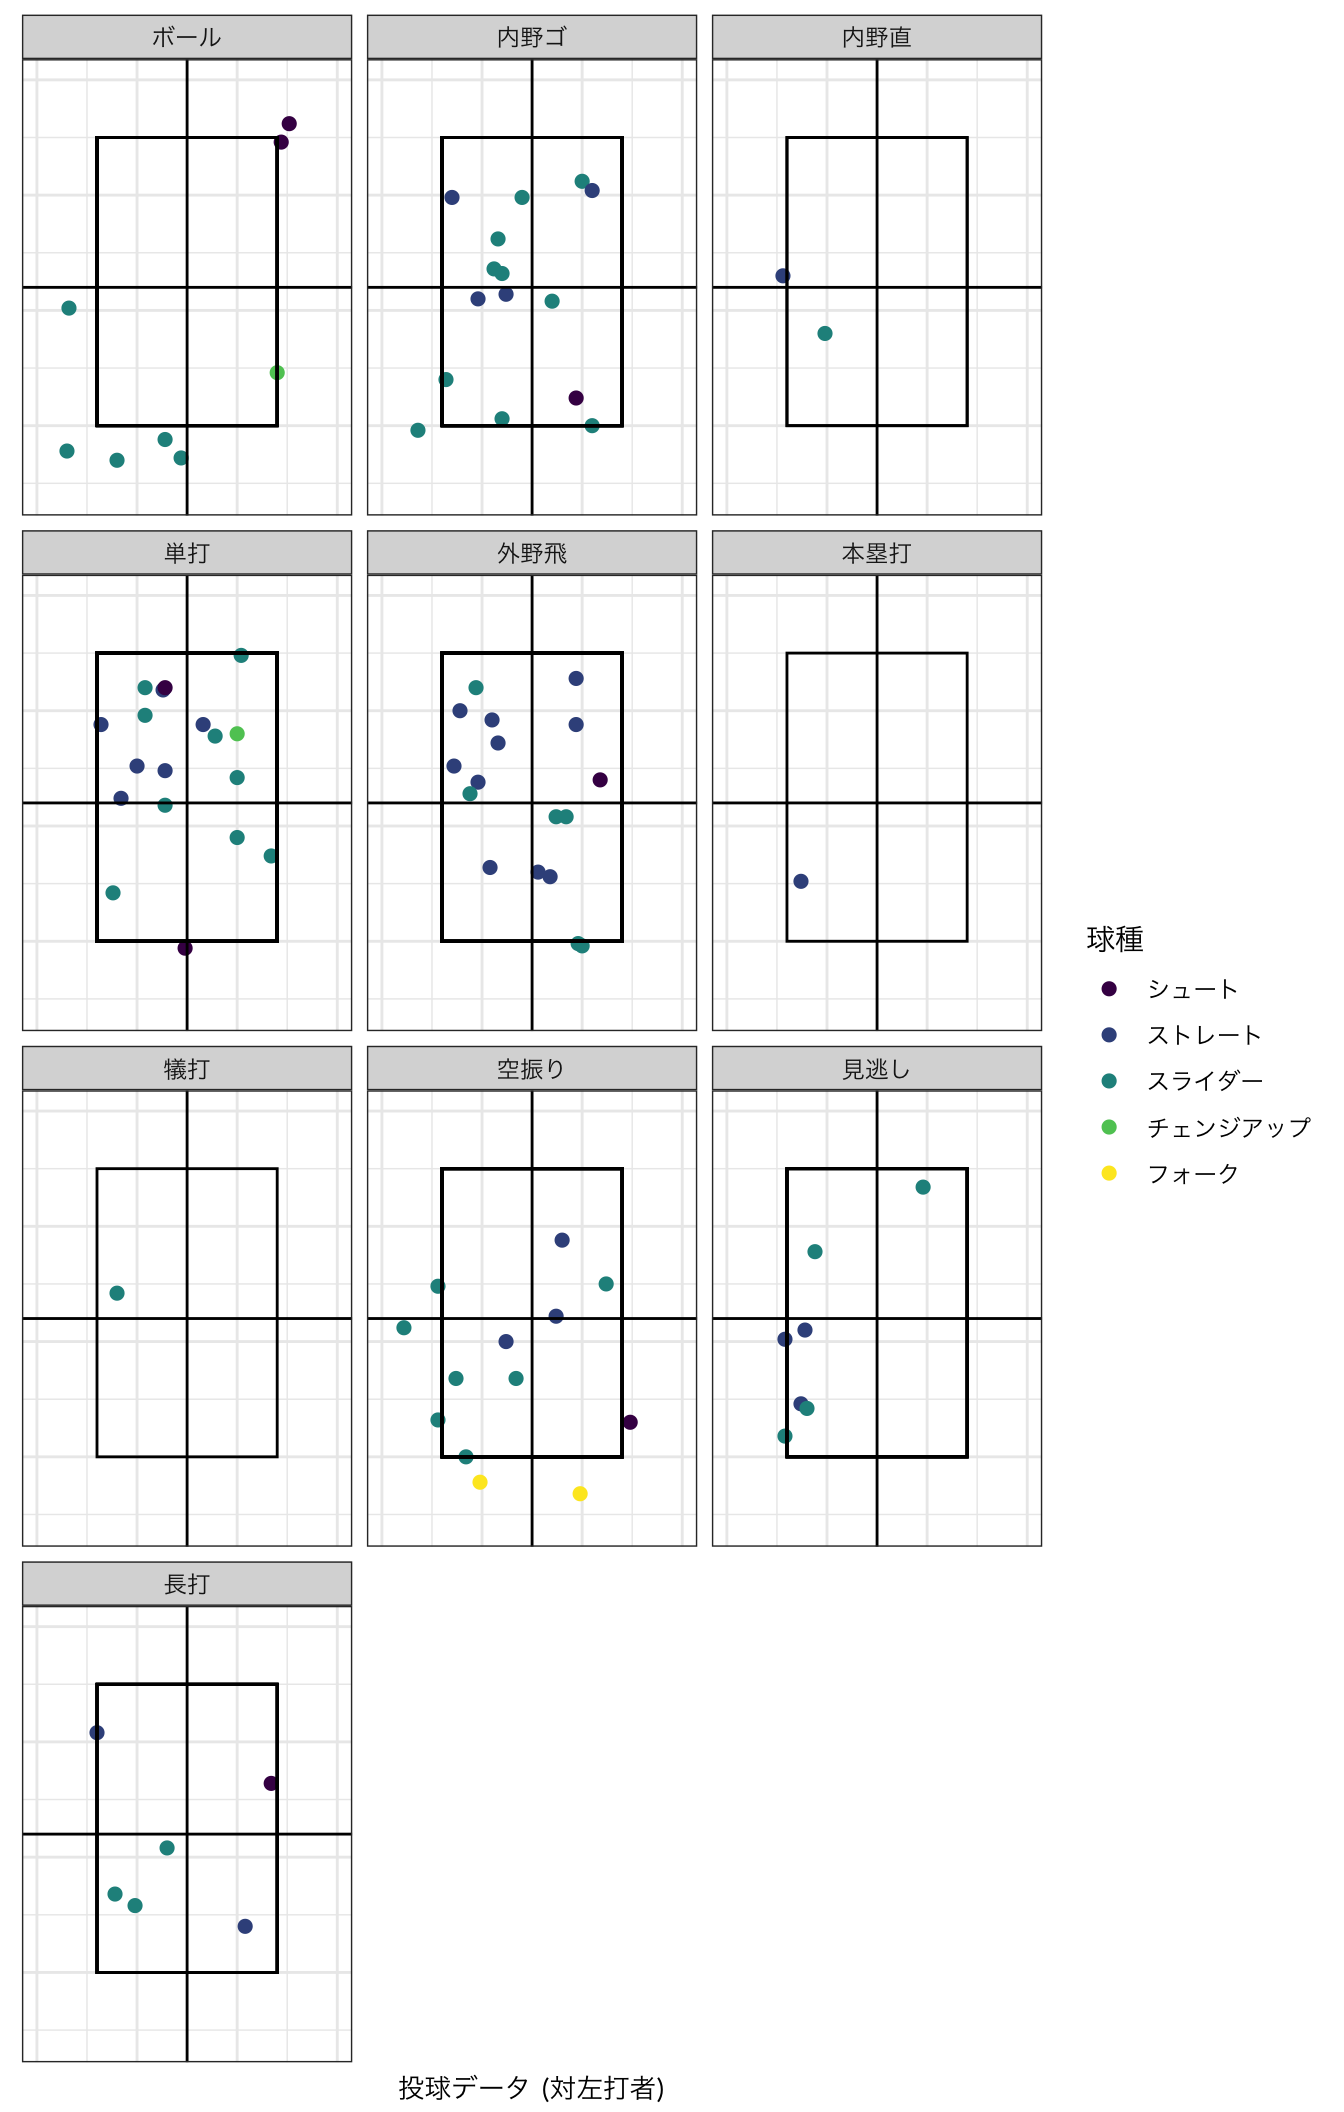 ボール
内野ゴ
内野直
単打
外野飛
本塁打
犠打
空振り
見逃し
長打
球種
シュート
ストレート
スライダー
チェンジアップ
フォーク
投球データ (対左打者)